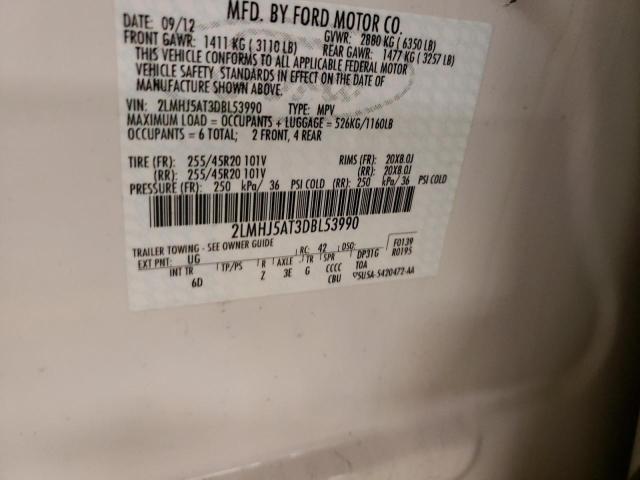 MFD. BY FORD MOTOR CO.
DATE: 09/12 GVWR: 2880 KG ( 6350 LB)
FRONT GAWR: 1411 KG ( 3110 LB) REAR GAWR: 1477 KG ( 3257 LB)
THIS VEHICLE CONFORMS TO ALL APPLICABLE FEDERAL MOTOR
VEHICLE SAFETY STANDARDS IN EFFECT ON THE DATE OF
MANUFACTURE SHOWN ABOVE.
VIN: 2LMHJ5AT3DBL53990 TYPE: MPV
MAXIMUM LOAD = OCCUPANTS + LUGGAGE = 526KG/1160LB
OCCUPANTS = 6 TOTAL; 2 FRONT, 4 REAR
TIRE (FR): 255/45R20 101V RIMS (FR): 20X8.0J
(RR): 255/45R20 101V (RR): 20X8.0J
PRESSURE (FR): 250 kPa/ 36 PSI COLD (RR): 250 kPa/ 36 PSI COLD
2LMHJ5AT3DBL53990
TRAILER TOWING - SEE OWNER GUIDE
EXT PNT: UG RC: 42 DSO: F0139
INT TR TP/PS R AXLE TR SPR DP31G R0195
6D Z 3E G CCCC TOA
CBU 5USA-5420472-AA